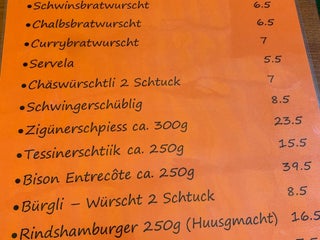 •Schwinsbratwurscht 6.5
•Chalbsbratwurscht 6.5
•Currybratwurscht 7
•Servela 5.5
•Chäswürschtli 2 Schtuck 7
•Schwingerschüblig 8.5
•Zigünerschpiess ca. 300g 23.5
•Tessinerschtiik ca. 250g 15.5
•Bison Entrecôte ca. 250g 39.5
•Bürgli – Würscht 2 Schtuck 8.5
•Rindshamburger 250g (Huusgmacht) 16.5